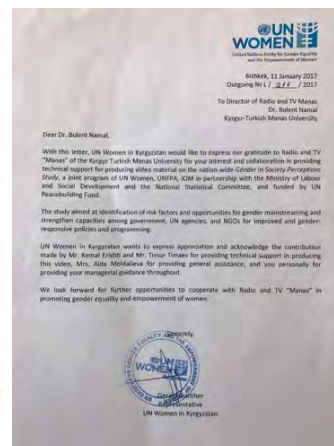 UN
WOMEN
United Nations Entity for Gender Equality
and the Empowerment of Women
Bishkek, 11 January 2017
Outgoing № L / / 2017
To Director of Radio and TV "Manas"
Dr. Bulent Namal,
Kyrgyz-Turkish Manas University
Dear Dr. Bulent Namal,
With this letter, UN Women in Kyrgyzstan would like to express our gratitude to Radio and TV
"Manas" of the Kyrgyz Turkish Manas University for your interest and collaboration in providing
technical support for producing video material on the nation-wide Gender in Society Perceptions
Study, a joint program of UN Women, UNFPA, IOM in partnership with the Ministry of Labour
and Social Development and the National Statistical Committee, and funded by UN
Peacebuilding Fund.
The study aimed at identification of risk factors and opportunities for gender mainstreaming and
strengthen capacities among government, UN agencies, and NGOs for improved and gender-
responsive policies and programming.
UN Women in Kyrgyzstan wants to express appreciation and acknowledge the contribution
made by Mr. Kemal Erishti and Mr. Timur Timaev for providing technical support in producing
this video, Mrs. Aida Moldalieva for providing general assistance, and you personally for
providing your managerial guidance throughout.
We look forward for further opportunities to cooperate with Radio and TV "Manas" in
promoting gender equality and empowerment of women.
Sincerely,
UN
WOMEN
Representative
UN Women in Kyrgyzstan